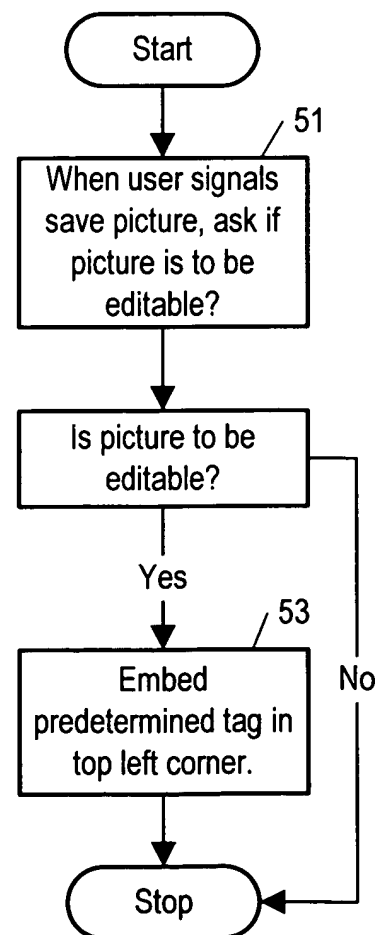 Start
51
When user signals
save picture, ask if
picture is to be
editable?
Is picture to be
editable?
Yes
53
No
Embed
predetermined tag in
top left corner.
Stop